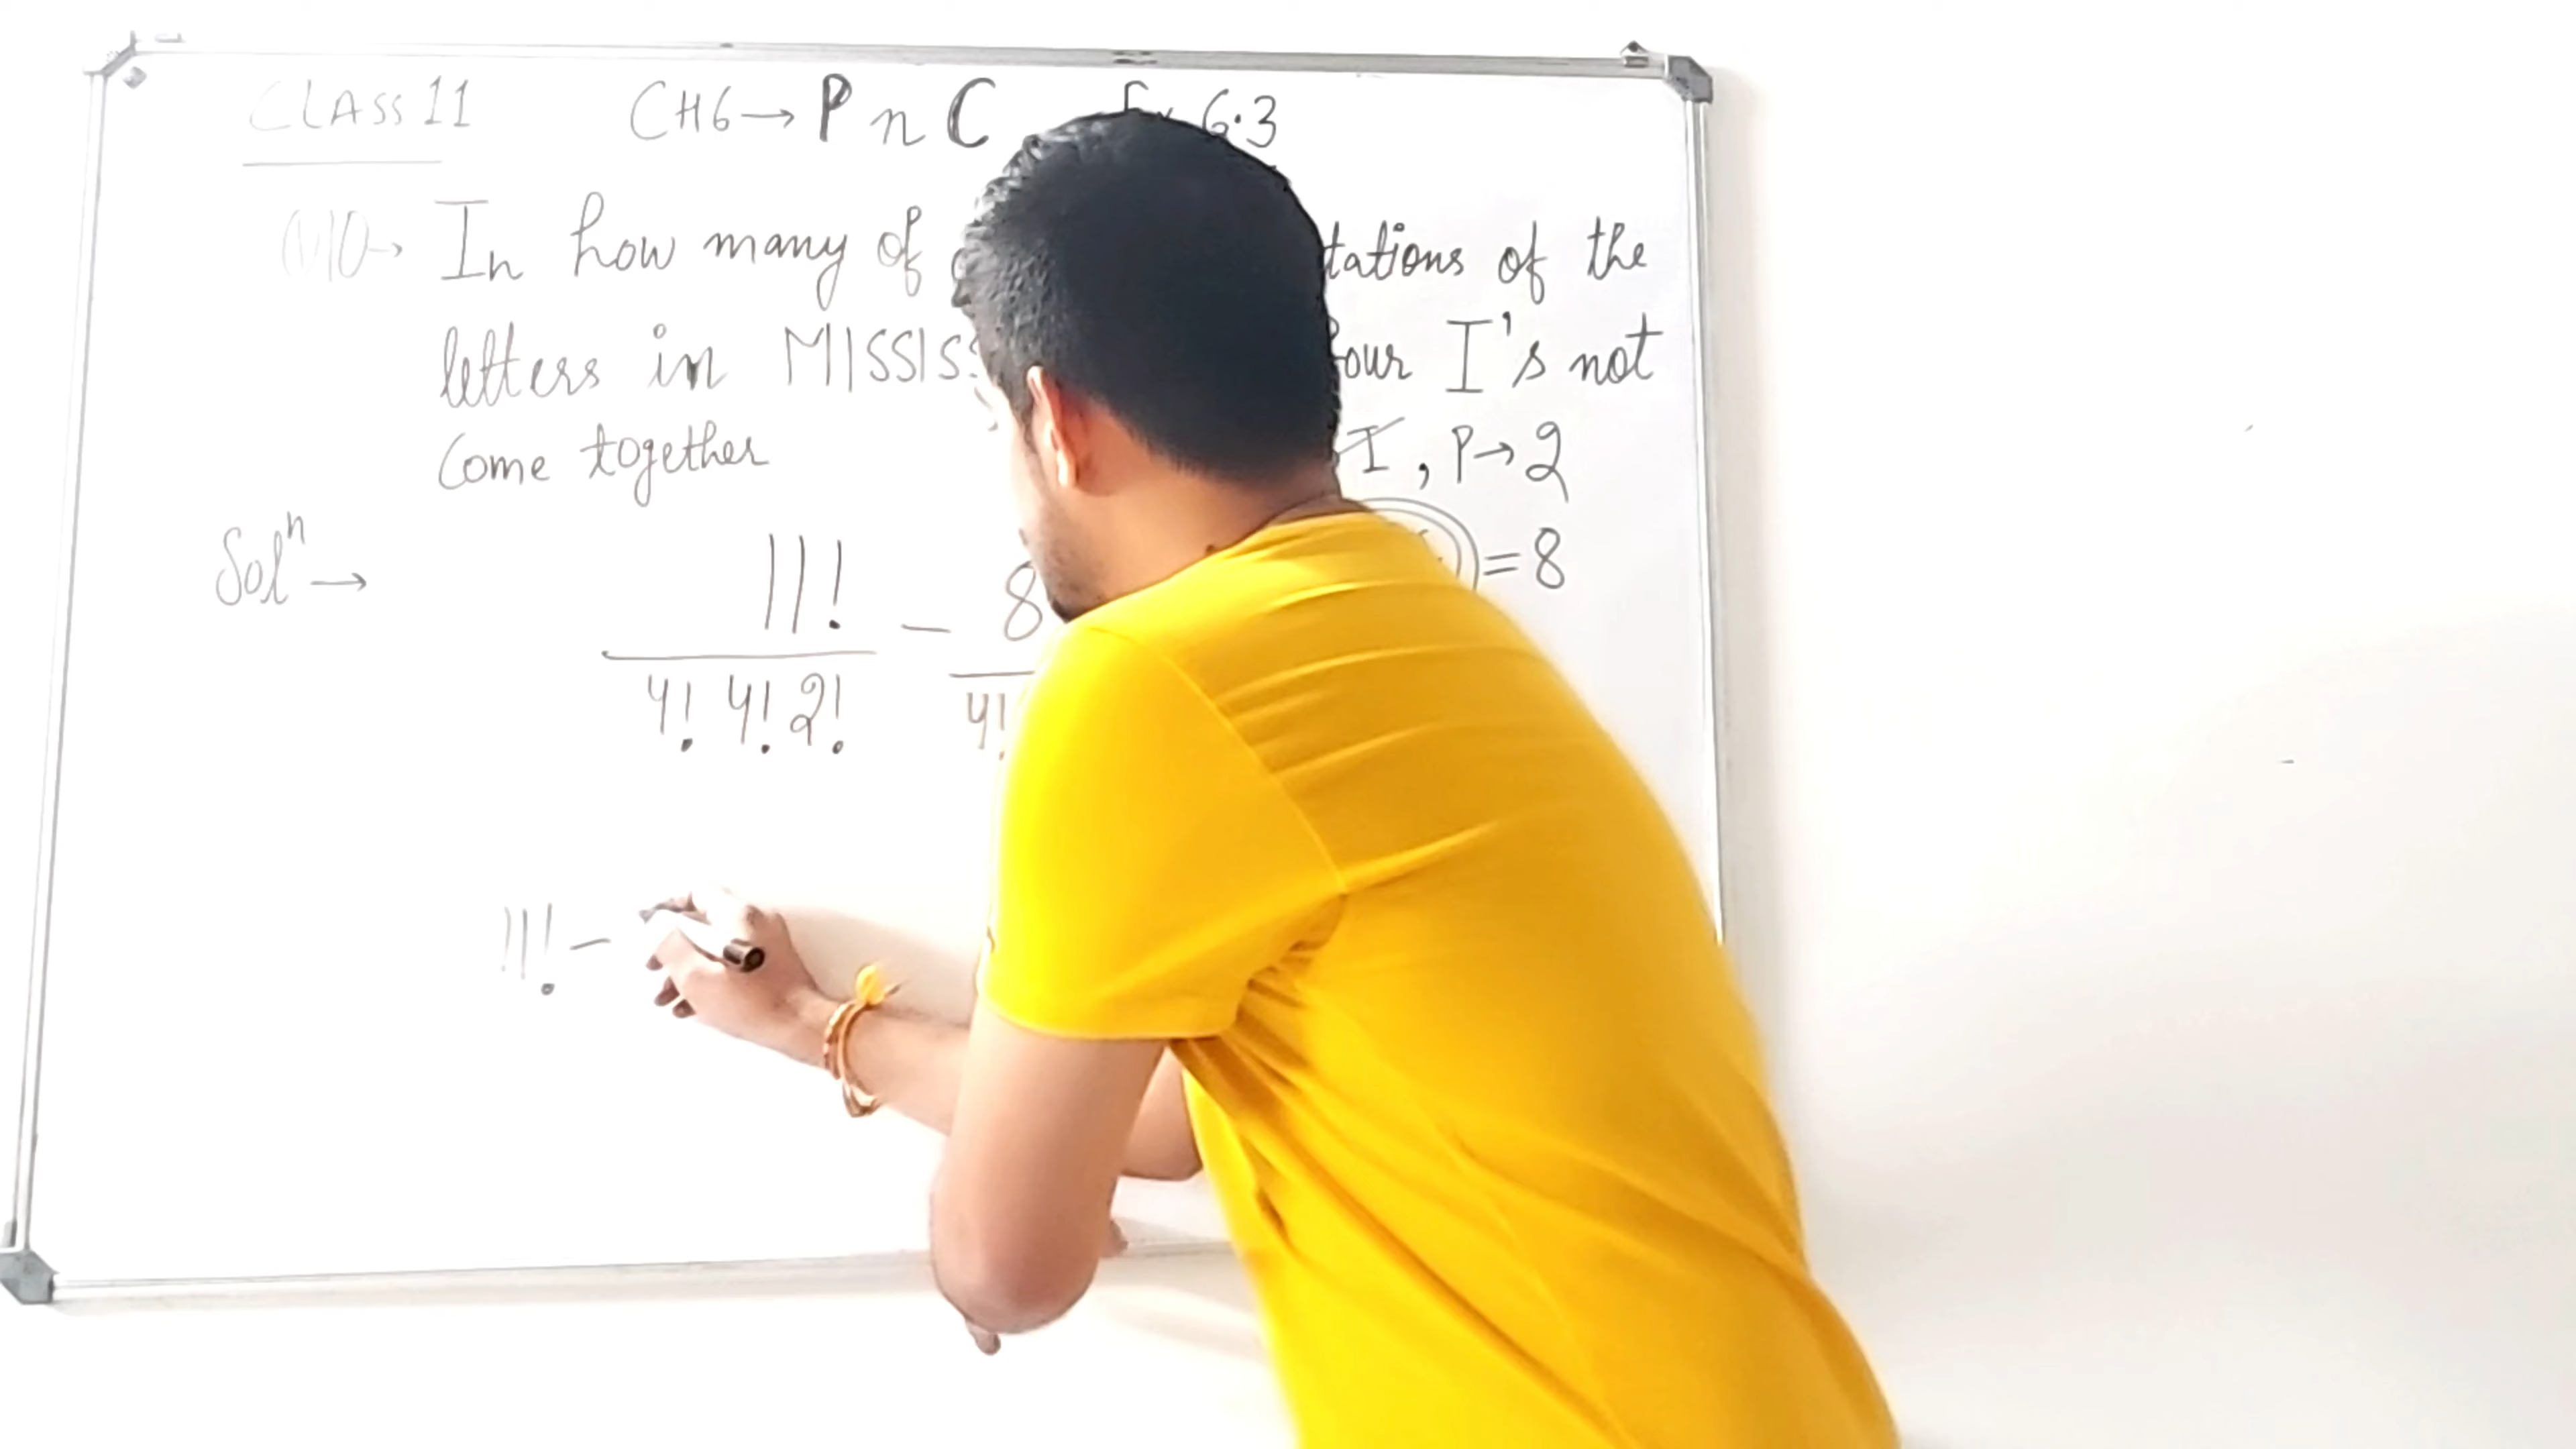 CLASS 11 CH6→ P n C 6.3
In how many of tations of the
letters in MISSIS our I's not
Come together I , P→2
Solⁿ → 11! − 8 = 8
4! 4! 2! 4!
11! −